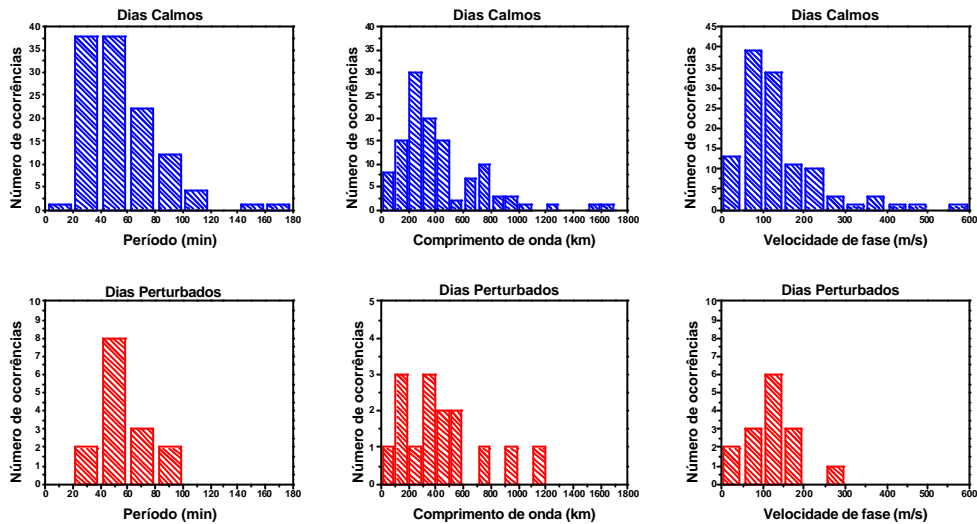 Dias Calmos
Número de ocorrências
40
35
30
25
20
15
10
5
0
0 20 40 60 80 100 120 140 160 180
Período (min)
Dias Calmos
Número de ocorrências
40
35
30
25
20
15
10
5
0
0 200 400 600 800 1000 1200 1400 1600 1800
Comprimento de onda (km)
Dias Calmos
Número de ocorrências
45
40
35
30
25
20
15
10
5
0
0 100 200 300 400 500 600
Velocidade de fase (m/s)
Dias Perturbados
Número de ocorrências
10
9
8
7
6
5
4
3
2
1
0
0 20 40 60 80 100 120 140 160 180
Período (min)
Dias Perturbados
Número de ocorrências
5
4
3
2
1
0
0 200 400 600 800 1000 1200 1400 1600 1800
Comprimento de onda (km)
Dias Perturbados
Número de ocorrências
10
9
8
7
6
5
4
3
2
1
0
0 100 200 300 400 500 600
Velocidade de fase (m/s)